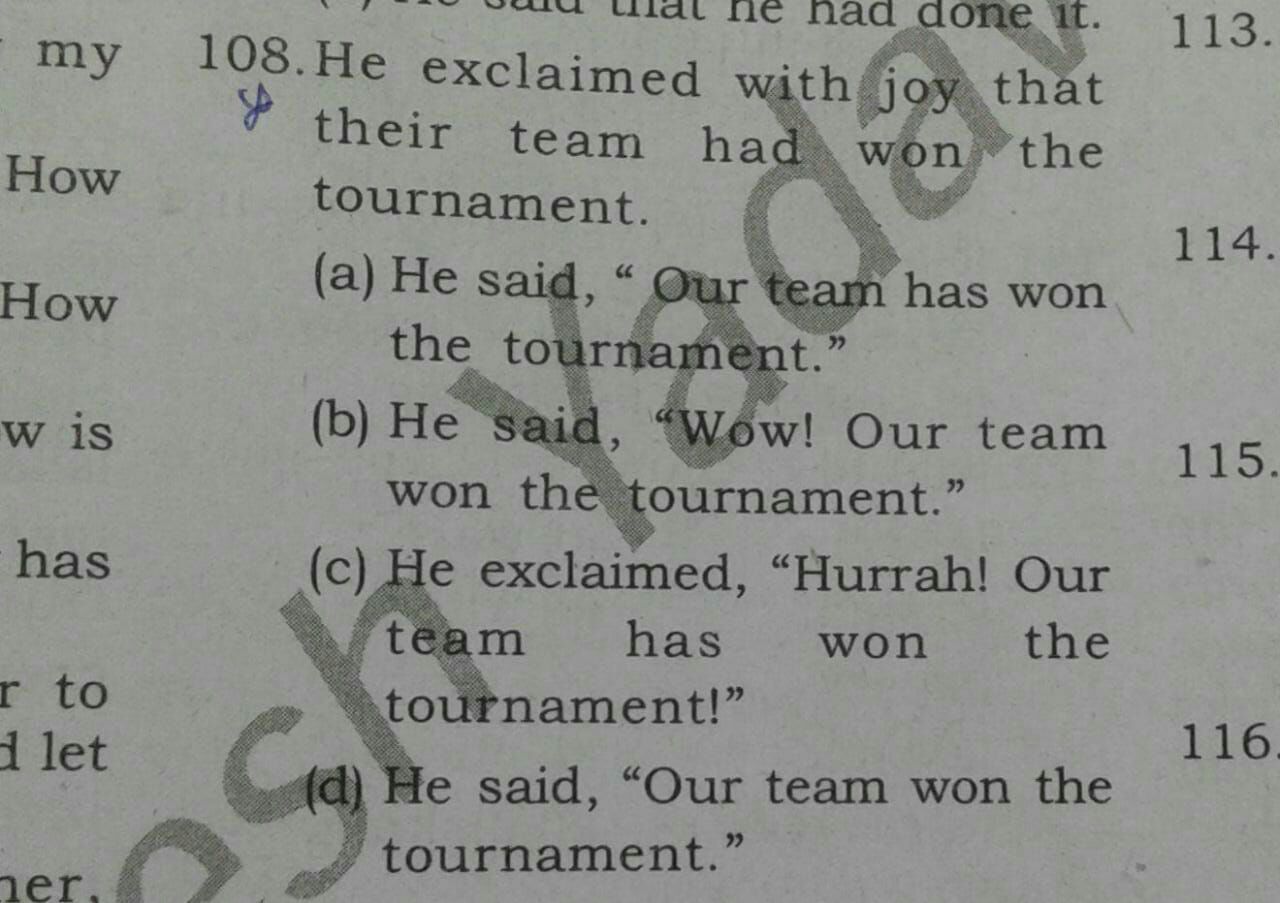 He said that he had done it.
my
How
How
w is
has
r to
d let
her.
108. He exclaimed with joy that
their team had won the
tournament.
(a) He said, “ Our team has won
the tournament.”
(b) He said, “Wow! Our team
won the tournament.”
(c) He exclaimed, “Hurrah! Our
team has won the
tournament!”
(d) He said, “Our team won the
tournament.”
113.
114.
115.
116.
esh Yadav